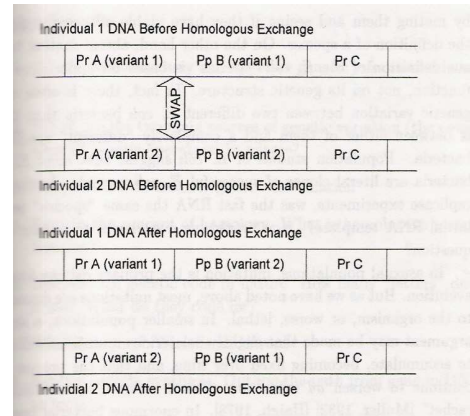 Individual 1 DNA Before Homologous Exchange
Pr A (variant 1) Pp B (variant 1) Pr C
SWAP
Pr A (variant 2) Pp B (variant 2) Pr C
Individual 2 DNA Before Homologous Exchange
Individual 1 DNA After Homologous Exchange
Pr A (variant 1) Pp B (variant 2) Pr C
Pr A (variant 2) Pp B (variant 1) Pr C
Individual 2 DNA After Homologous Exchange